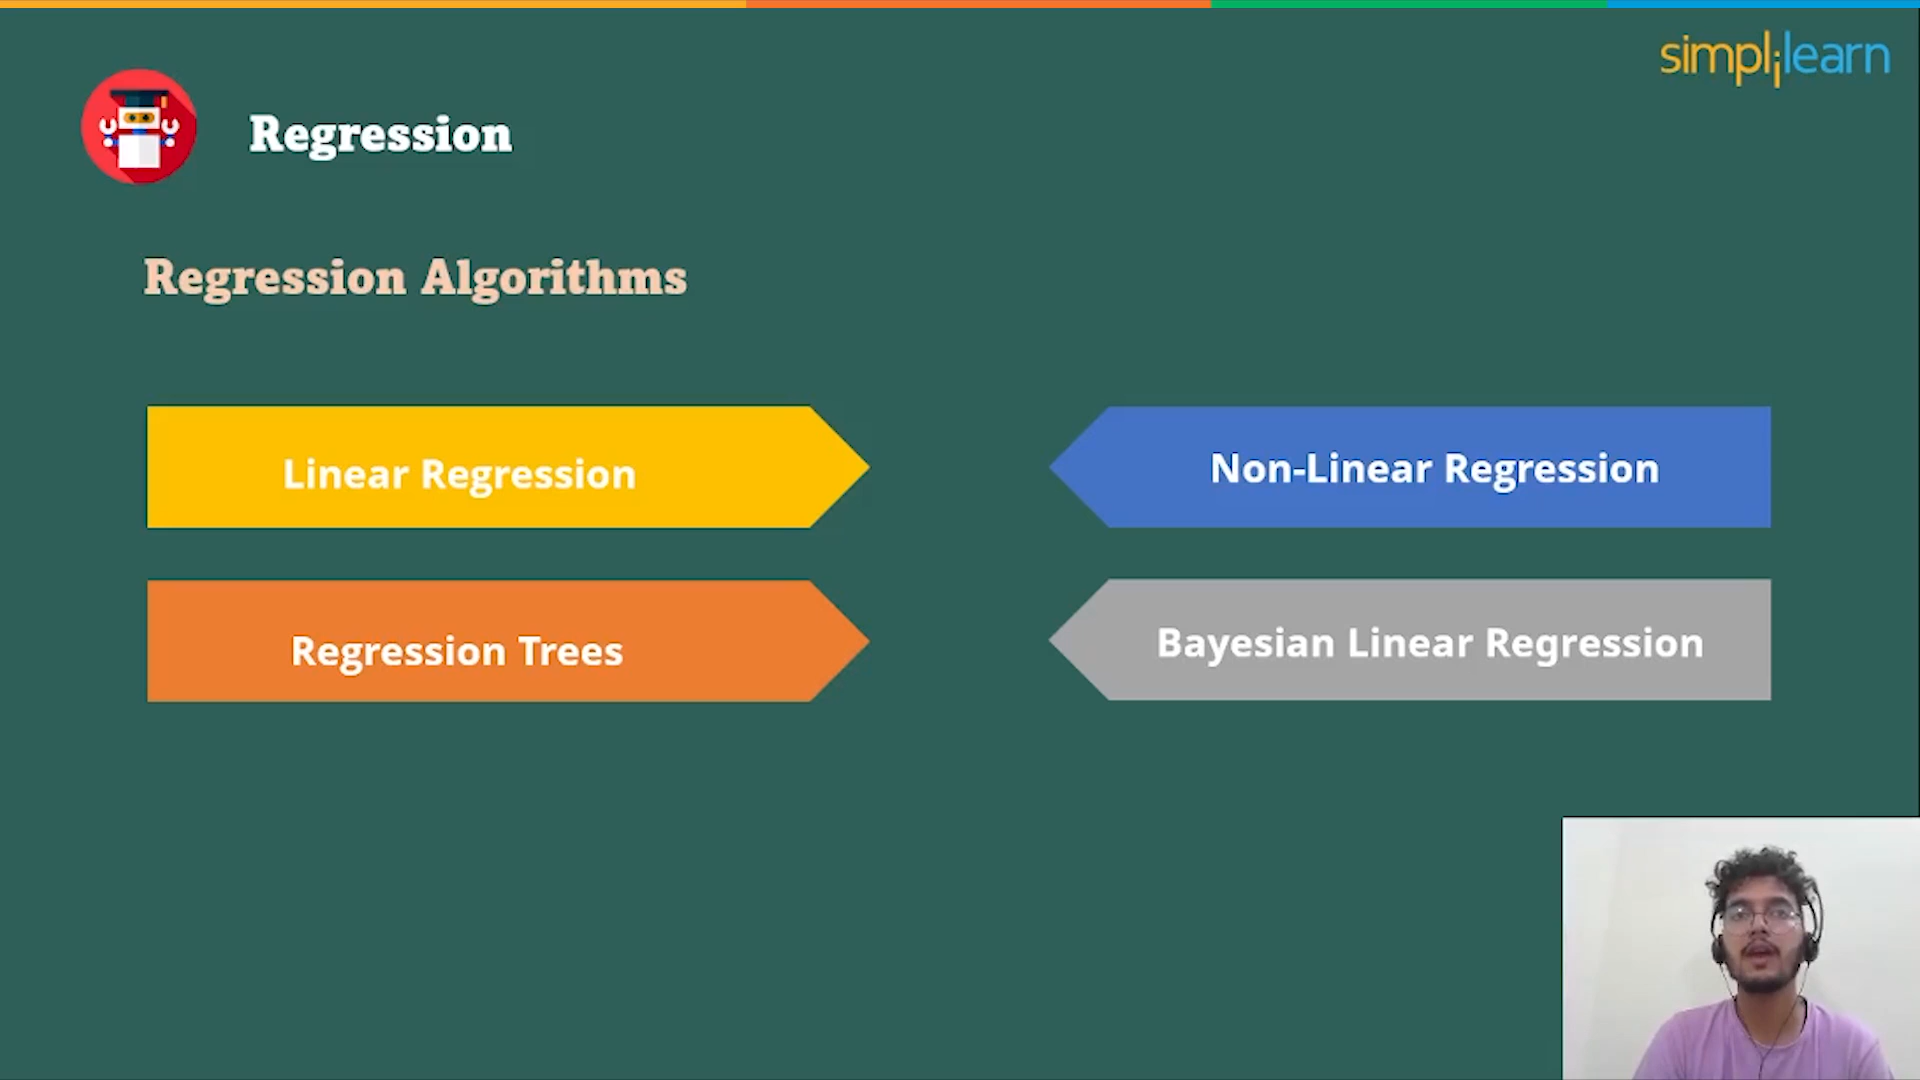 simplilearn
Regression
Regression Algorithms
Linear Regression
Non-Linear Regression
Regression Trees
Bayesian Linear Regression